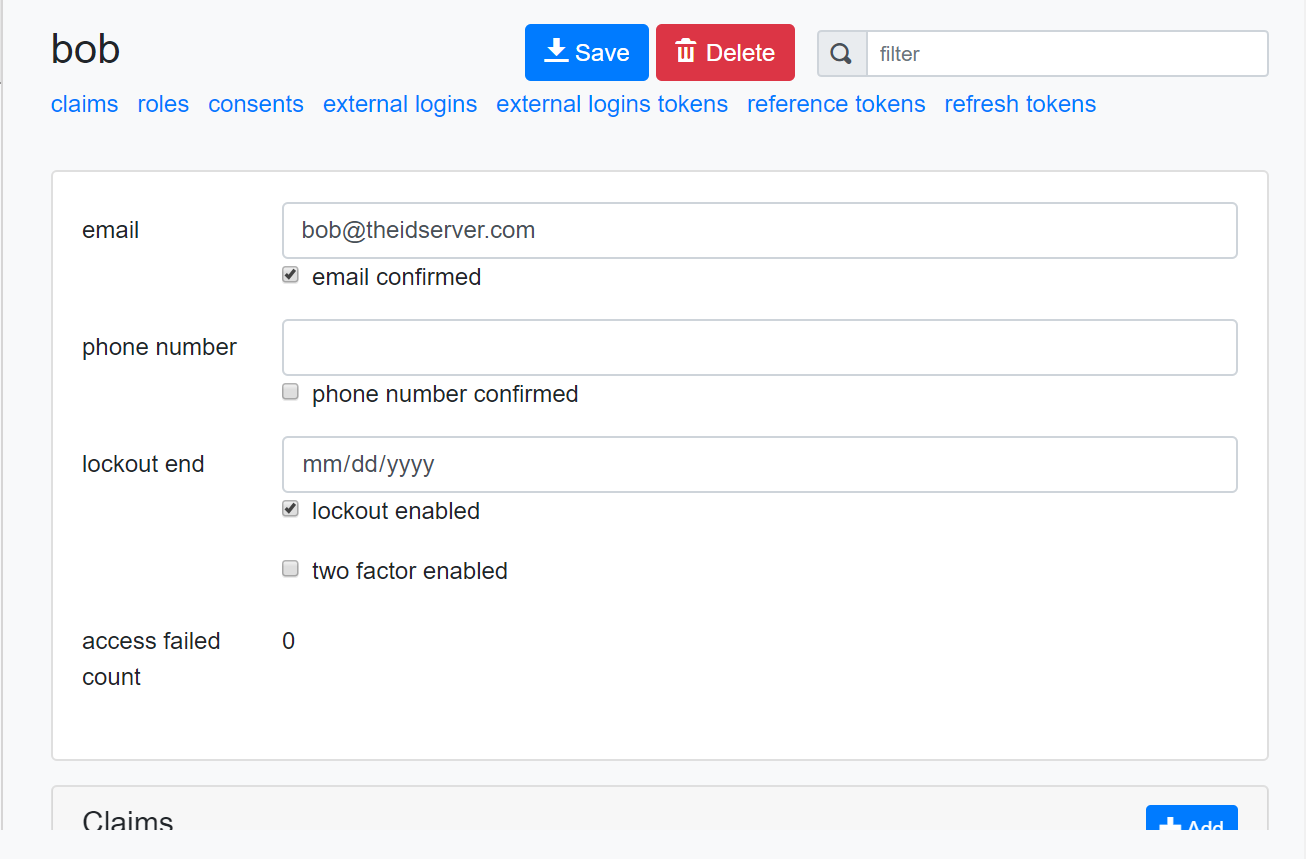 bob
Save Delete filter
claims roles consents external logins external logins tokens reference tokens refresh tokens
email bob@theidserver.com
email confirmed
phone number
phone number confirmed
lockout end mm/dd/yyyy
lockout enabled
two factor enabled
access failed 0
count
Claims Add